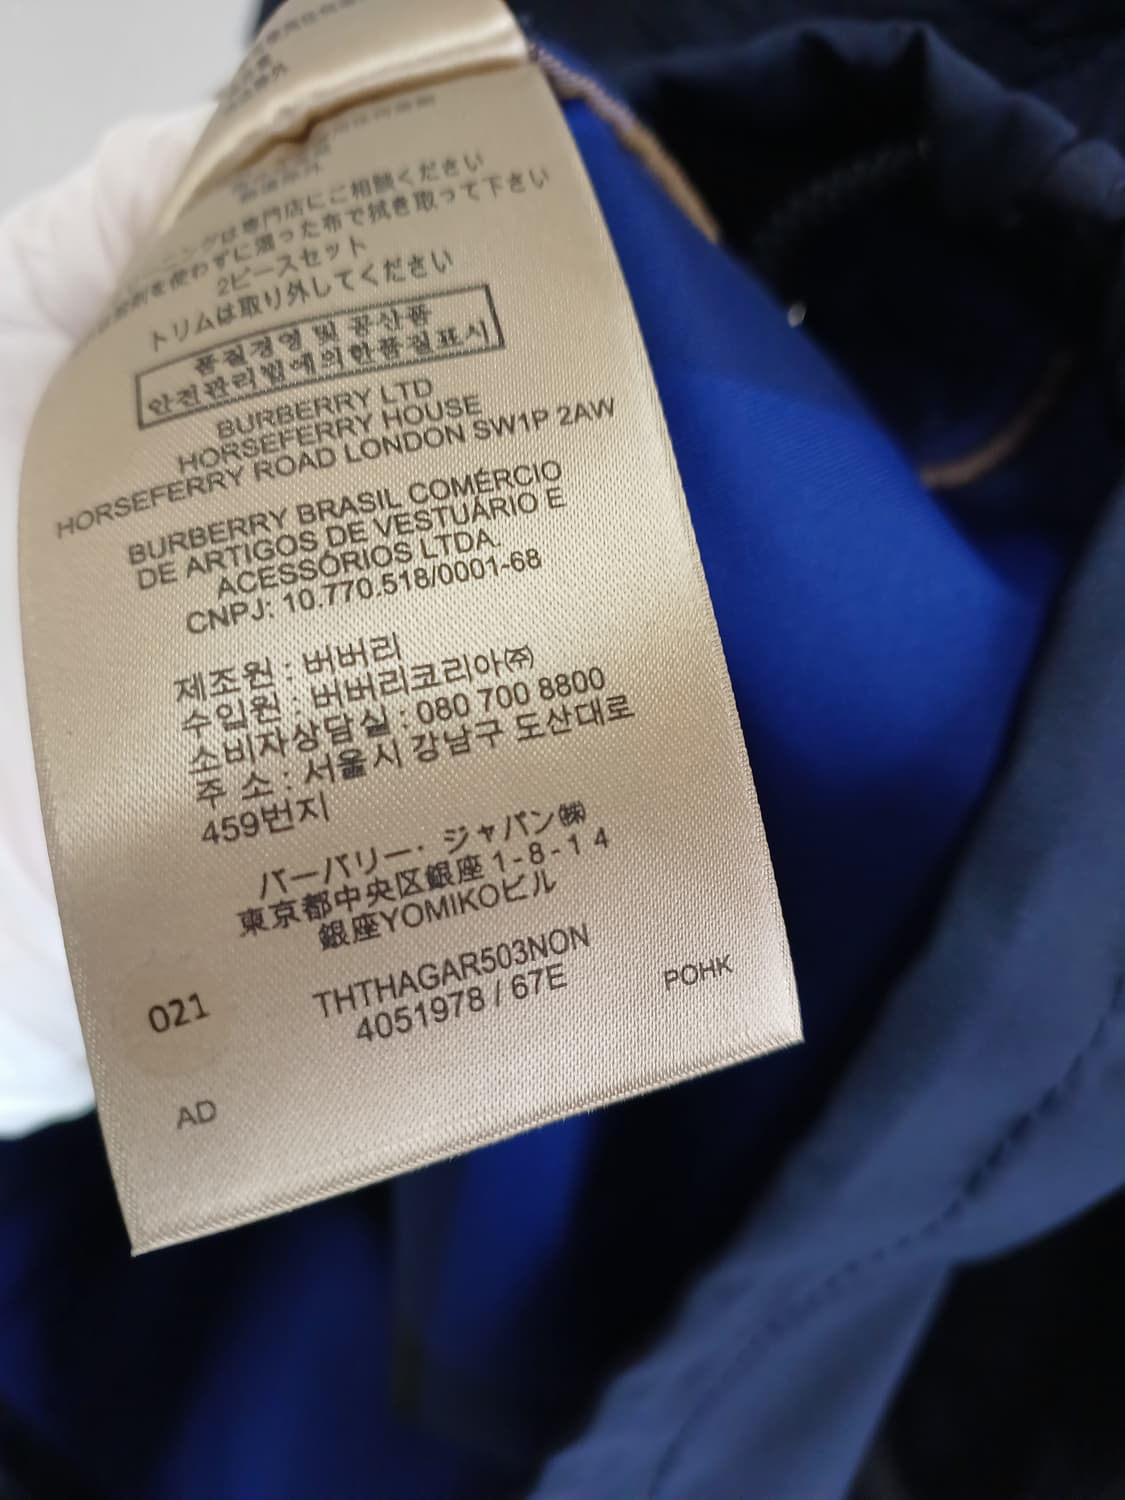 は専門店にご相談ください
を使わずに湿った布で拭き取って下さい
2ピースセット
トリムは取り外してください
품질경영 및 공산품
안전관리법에의한품질표시
BURBERRY LTD
HORSEFERRY HOUSE
HORSEFERRY ROAD LONDON SW1P 2AW
BURBERRY BRASIL COMÉRCIO
DE ARTIGOS DE VESTUÁRIO E
ACESSÓRIOS LTDA.
CNPJ: 10.770.518/0001-68
제조원 : 버버리
수입원 : 버버리코리아㈜
소비자상담실 : 080 700 8800
주 소 : 서울시 강남구 도산대로
459번지
バーバリー・ジャパン㈱
東京都中央区銀座 1-8-1 4
銀座YOMIKOビル
THTHAGAR503NON
4051978 / 67E
POHK
021
AD